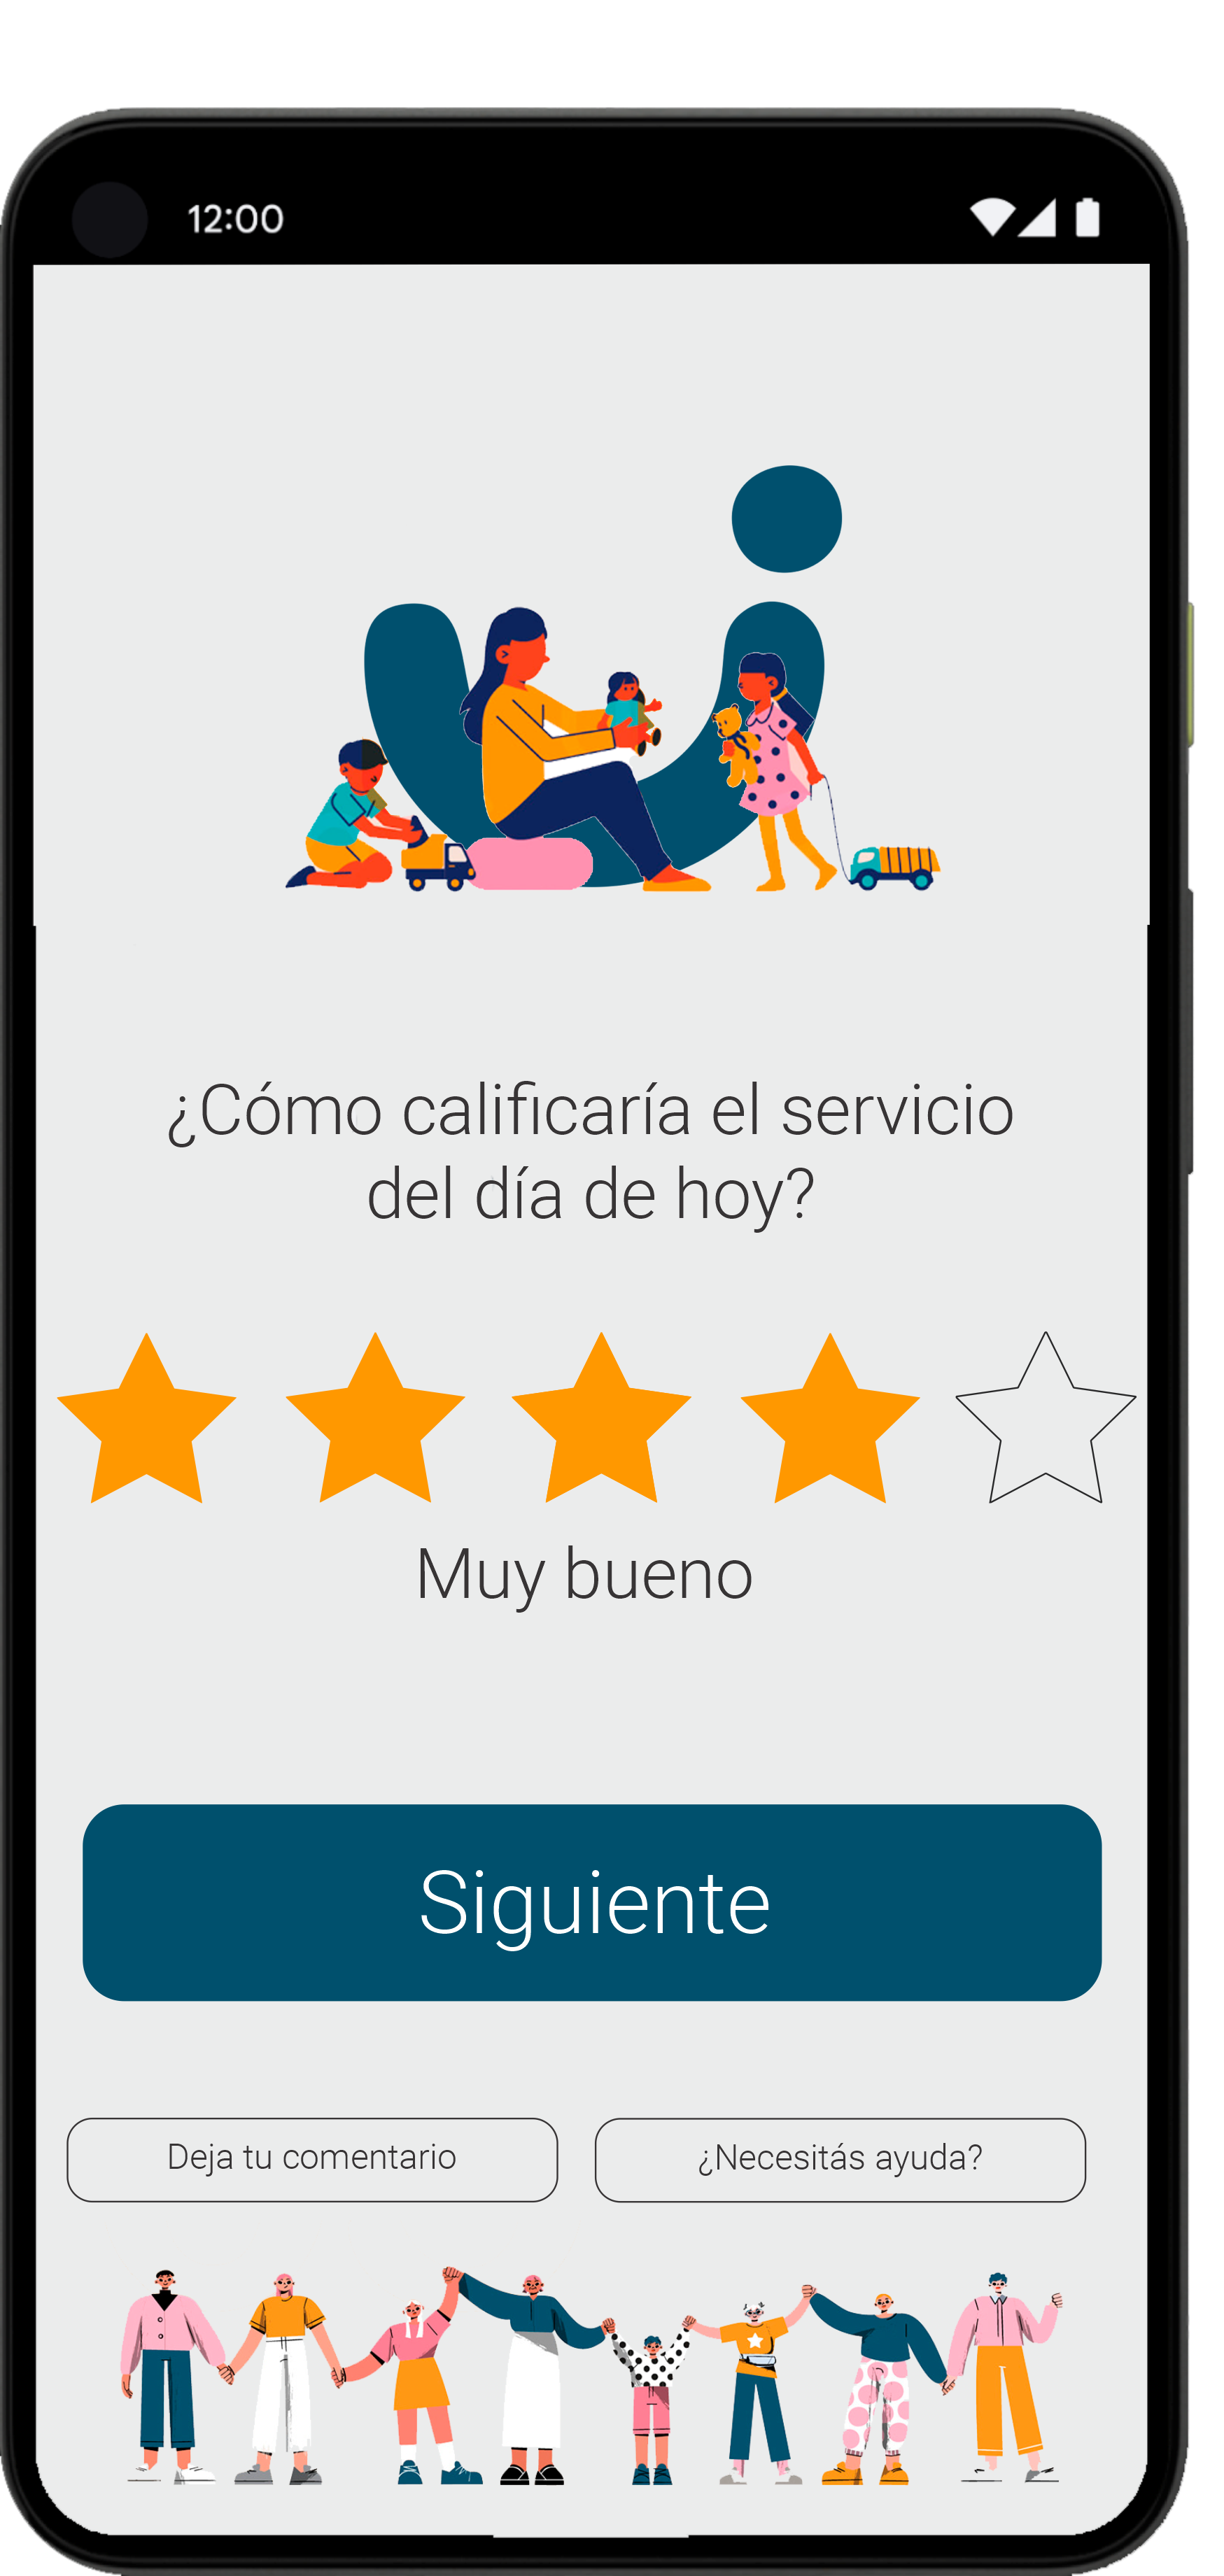 12:00
¿Cómo calificaría el servicio
del día de hoy?
Muy bueno
Siguiente
Deja tu comentario
¿Necesitás ayuda?